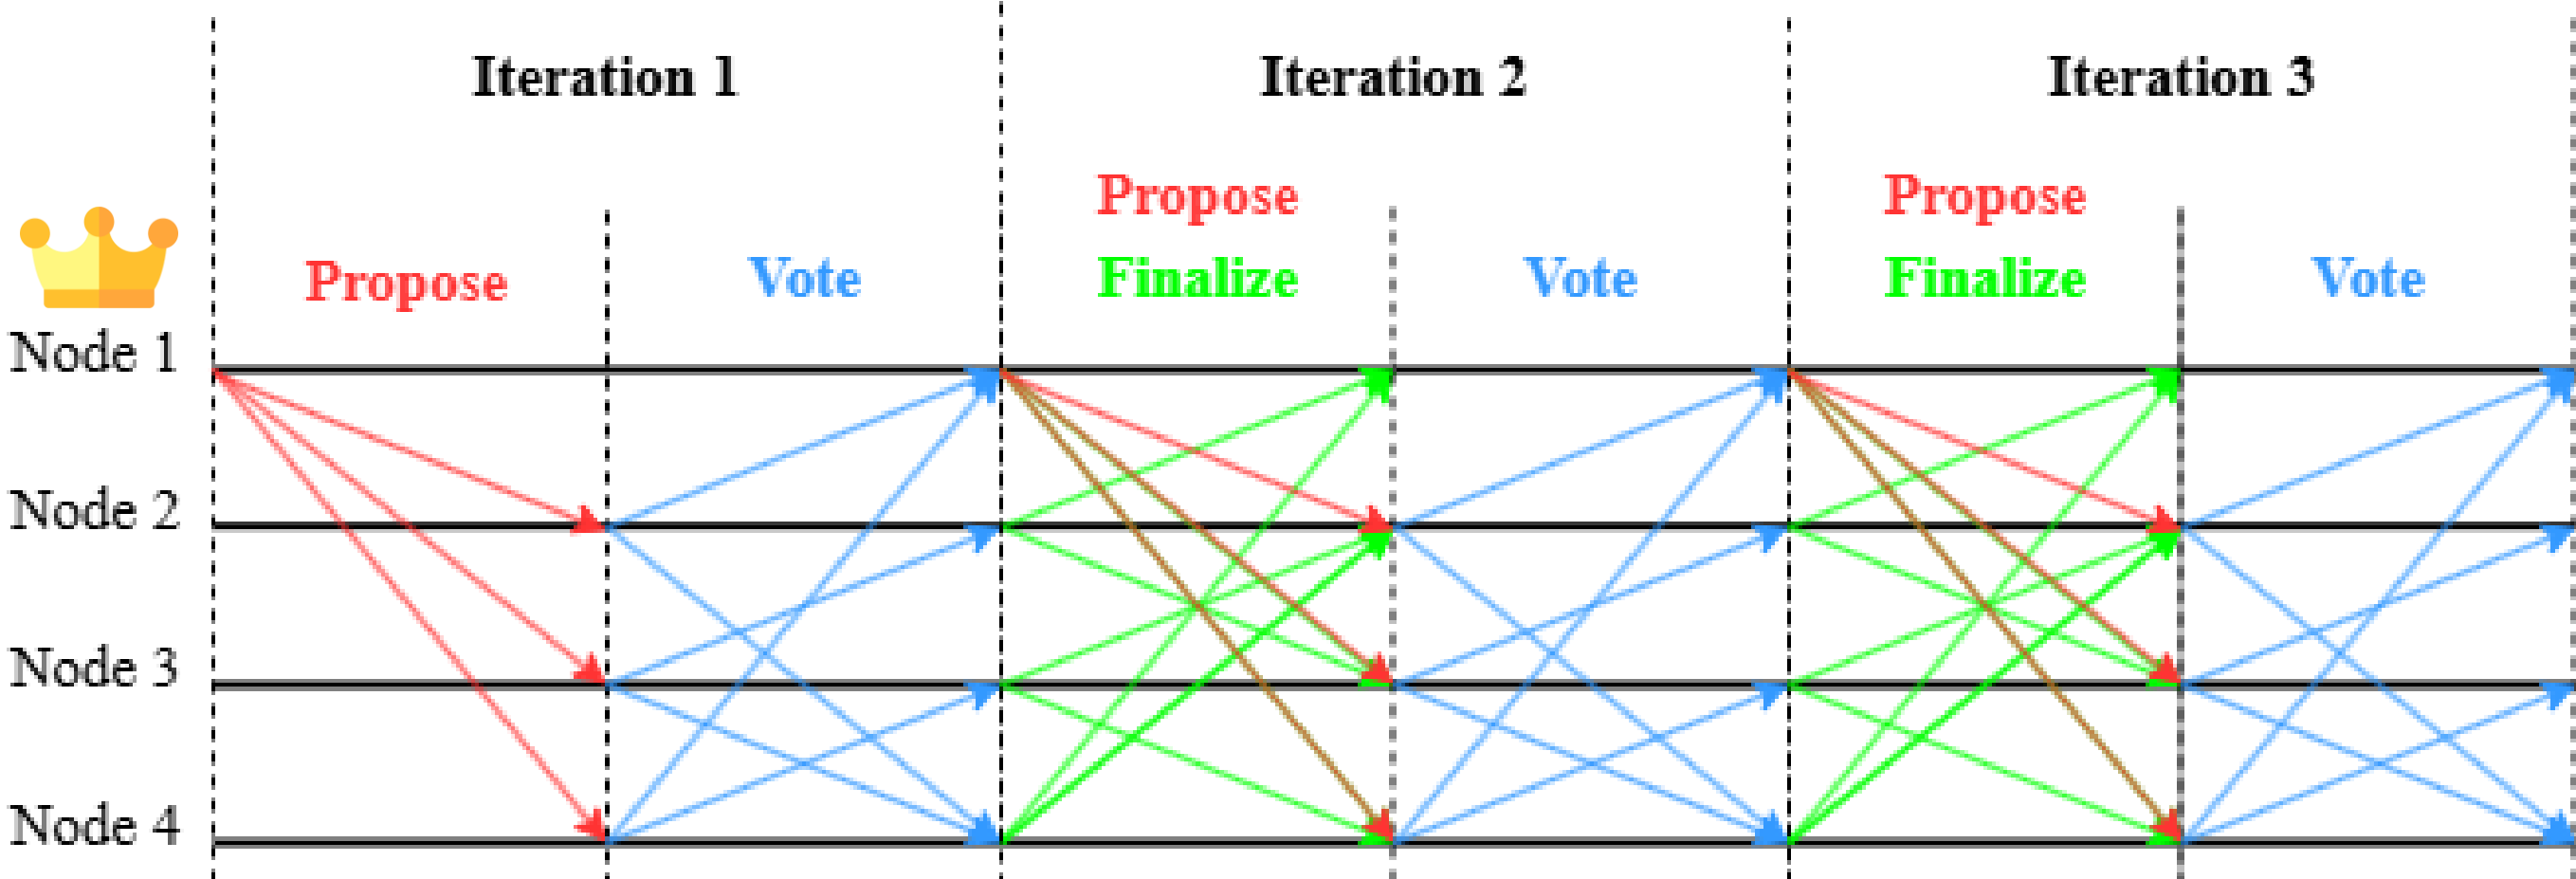 Iteration 1
Iteration 2
Iteration 3
Propose
Vote
Propose
Finalize
Vote
Propose
Finalize
Vote
Node 1
Node 2
Node 3
Node 4